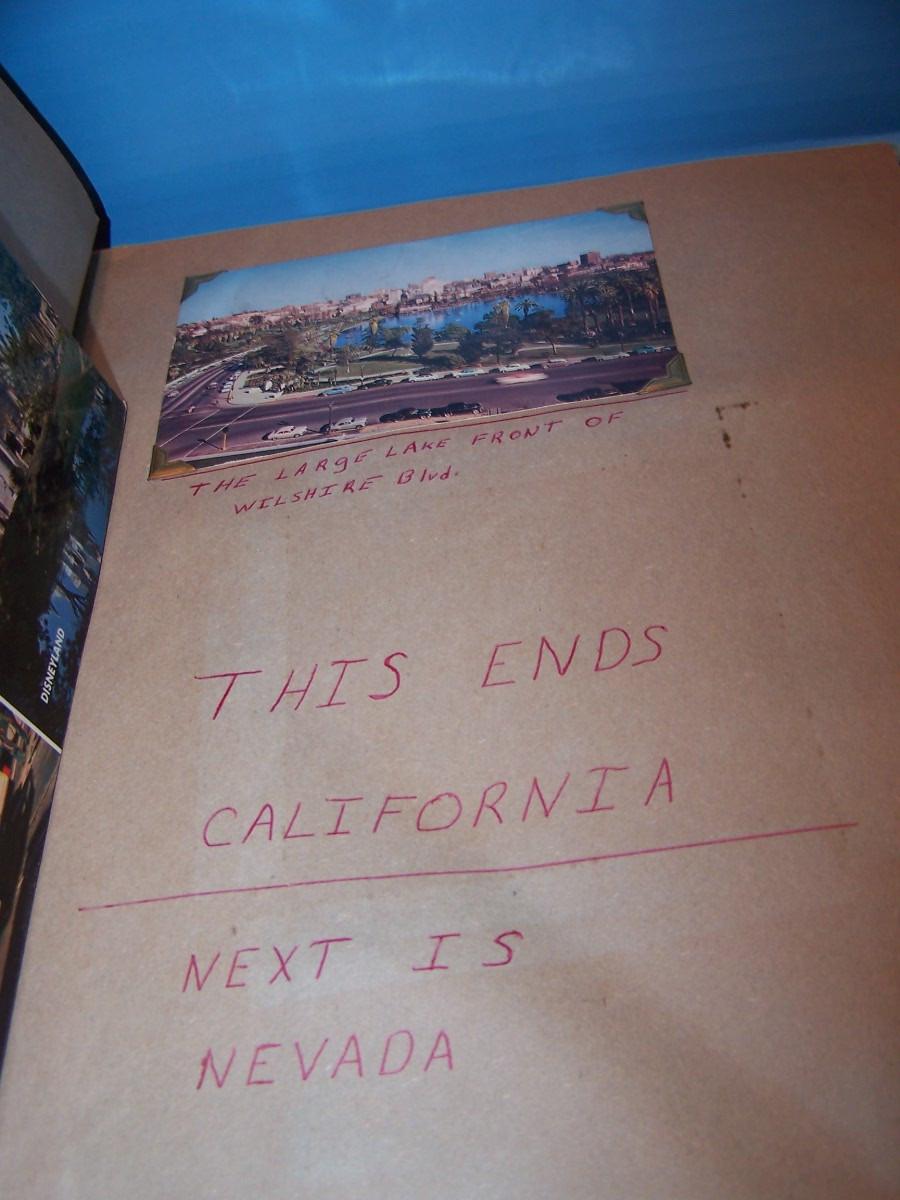 THE LARgE LAKE FRONT OF
WILSHIRE Blvd.
THIS ENDS
CALIFORNIA
NEXT IS
NEVADA
DISNEYLAND